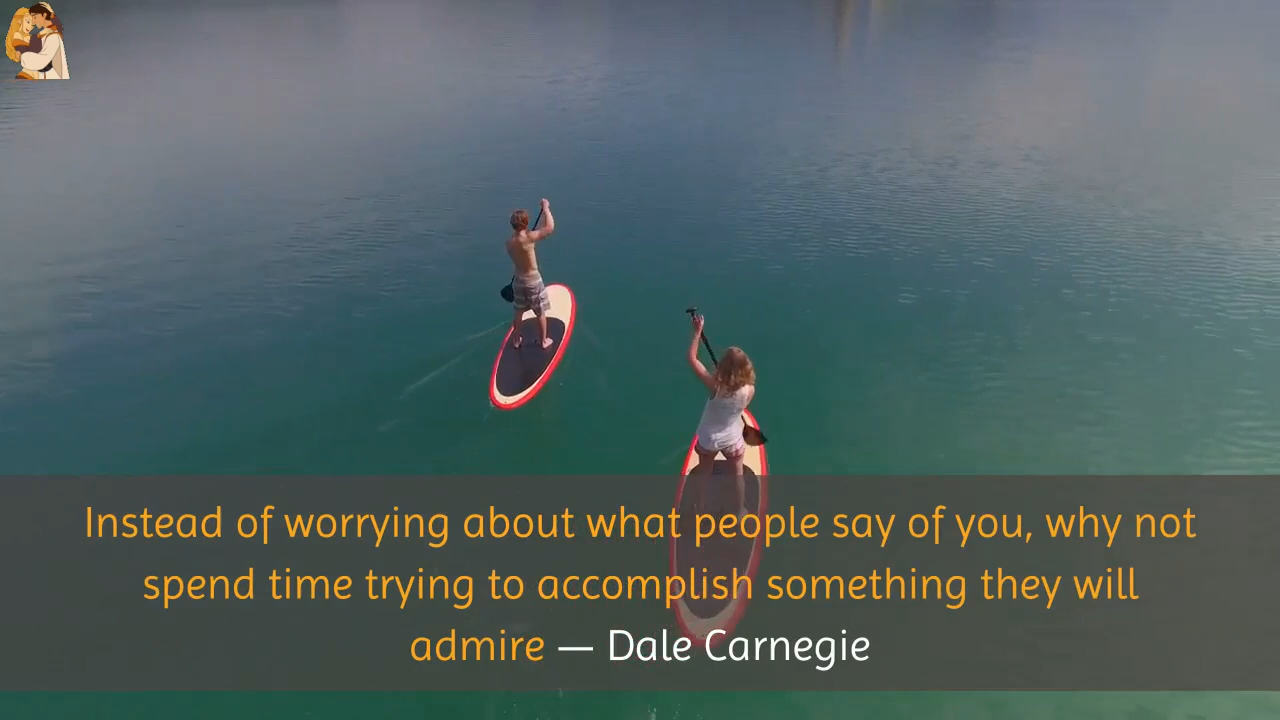 Instead of worrying about what people say of you, why not
spend time trying to accomplish something they will
admire — Dale Carnegie